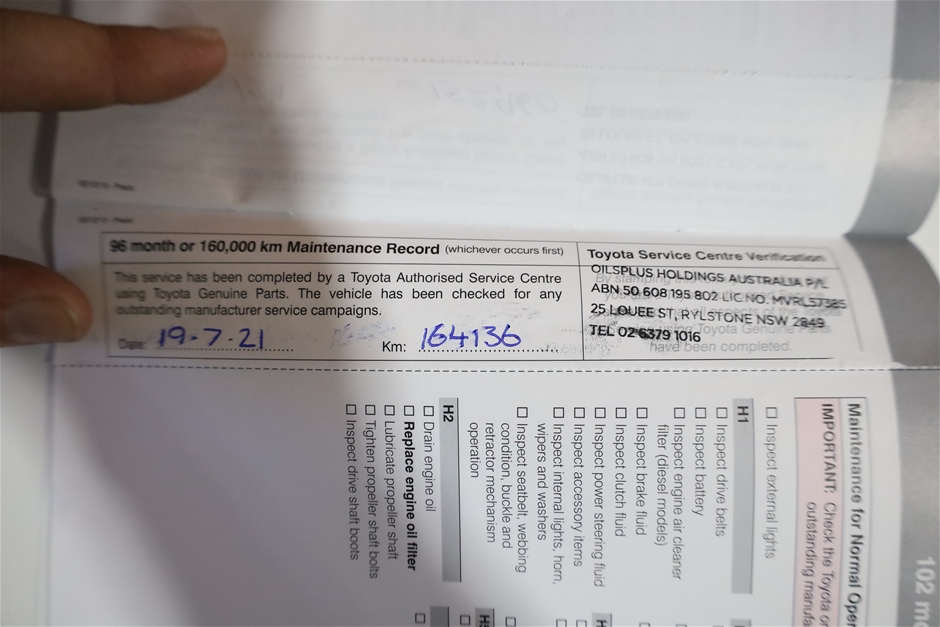 96 month or 160,000 km Maintenance Record (whichever occurs first)
This service has been completed by a Toyota Authorised Service Centre
using Toyota Genuine Parts. The vehicle has been checked for any
outstanding manufacturer service campaigns.
Date: 19-7-21 Km: 164136
Toyota Service Centre Verification
OILSPLUS HOLDINGS AUSTRALIA P/L
ABN 50 608 195 802 LIC NO. MVRL57385
25 LOUEE ST, RYLSTONE NSW 2849
TEL 02 6379 1016
By stamping
Toyota Genuine
have been completed.
102
Maintenance for Normal
IMPORTANT: Check the Toyota
outstanding
☐ Inspect external lights
H1
☐ Inspect drive belts
☐ Inspect battery
☐ Inspect engine air cleaner
filter (diesel models)
☐ Inspect brake fluid
☐ Inspect clutch fluid
☐ Inspect power steering fluid
☐ Inspect accessory items
☐ Inspect internal lights, horn,
wipers and washers
☐ Inspect seatbelt, webbing
condition, buckle and
retractor mechanism
operation
H2
☐ Drain engine oil
☐ Replace engine oil filter
☐ Lubricate propeller shaft
☐ Tighten propeller shaft bolts
☐ Inspect drive shaft boots